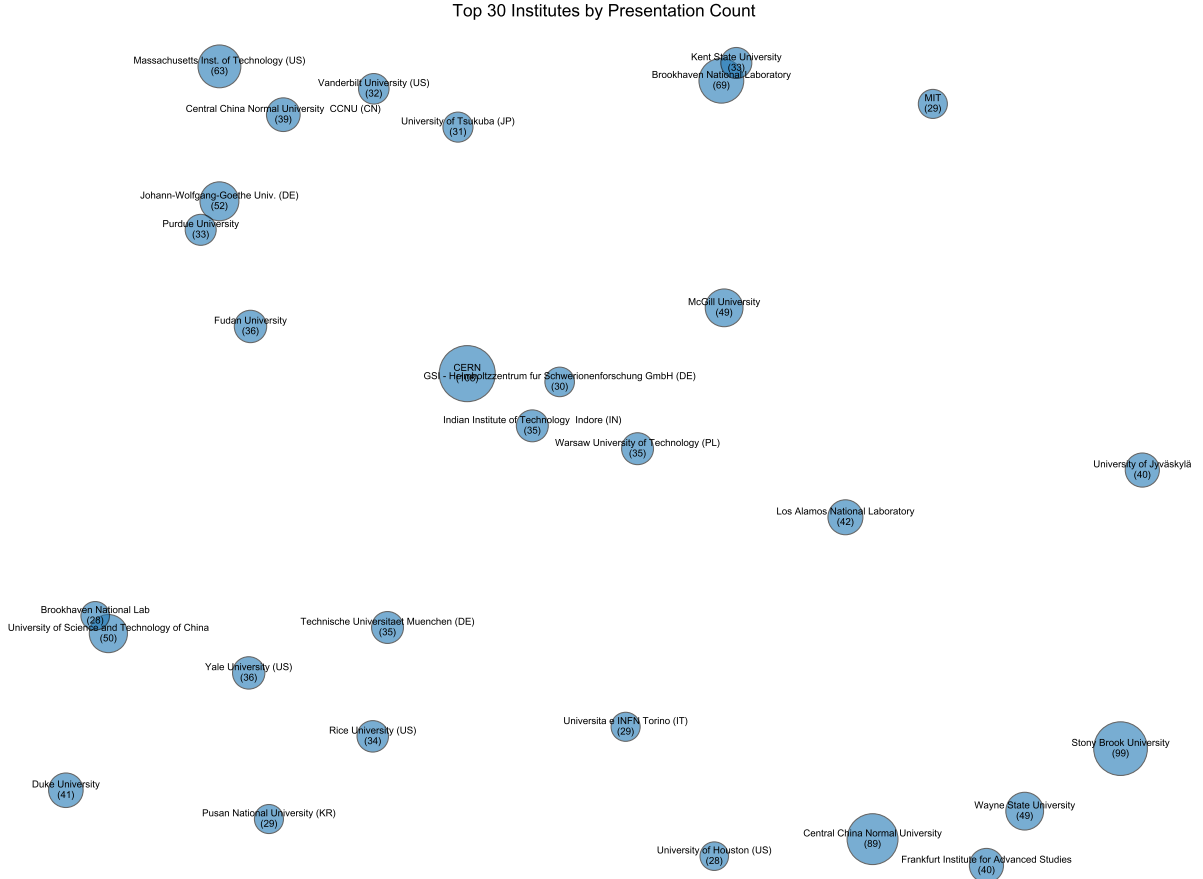 Top 30 Institutes by Presentation Count
Massachusetts Inst. of Technology (US)
(63)
Kent State University
(33)
Brookhaven National Laboratory
(69)
Vanderbilt University (US)
(32)
MIT
(29)
Central China Normal University CCNU (CN)
(39)
University of Tsukuba (JP)
(31)
Johann-Wolfgang-Goethe Univ. (DE)
(52)
Purdue University
(33)
McGill University
(49)
Fudan University
(36)
CERN
GSI - Helmholtzzentrum fur Schwerionenforschung GmbH (DE)
(30)
Indian Institute of Technology Indore (IN)
(35)
Warsaw University of Technology (PL)
(35)
University of Jyväskylä
(40)
Los Alamos National Laboratory
(42)
Brookhaven National Lab
(28)
University of Science and Technology of China
(50)
Technische Universitaet Muenchen (DE)
(35)
Yale University (US)
(36)
Universita e INFN Torino (IT)
(29)
Rice University (US)
(34)
Stony Brook University
(99)
Duke University
(41)
Wayne State University
(49)
Pusan National University (KR)
(29)
Central China Normal University
(89)
University of Houston (US)
(28)
Frankfurt Institute for Advanced Studies
(40)